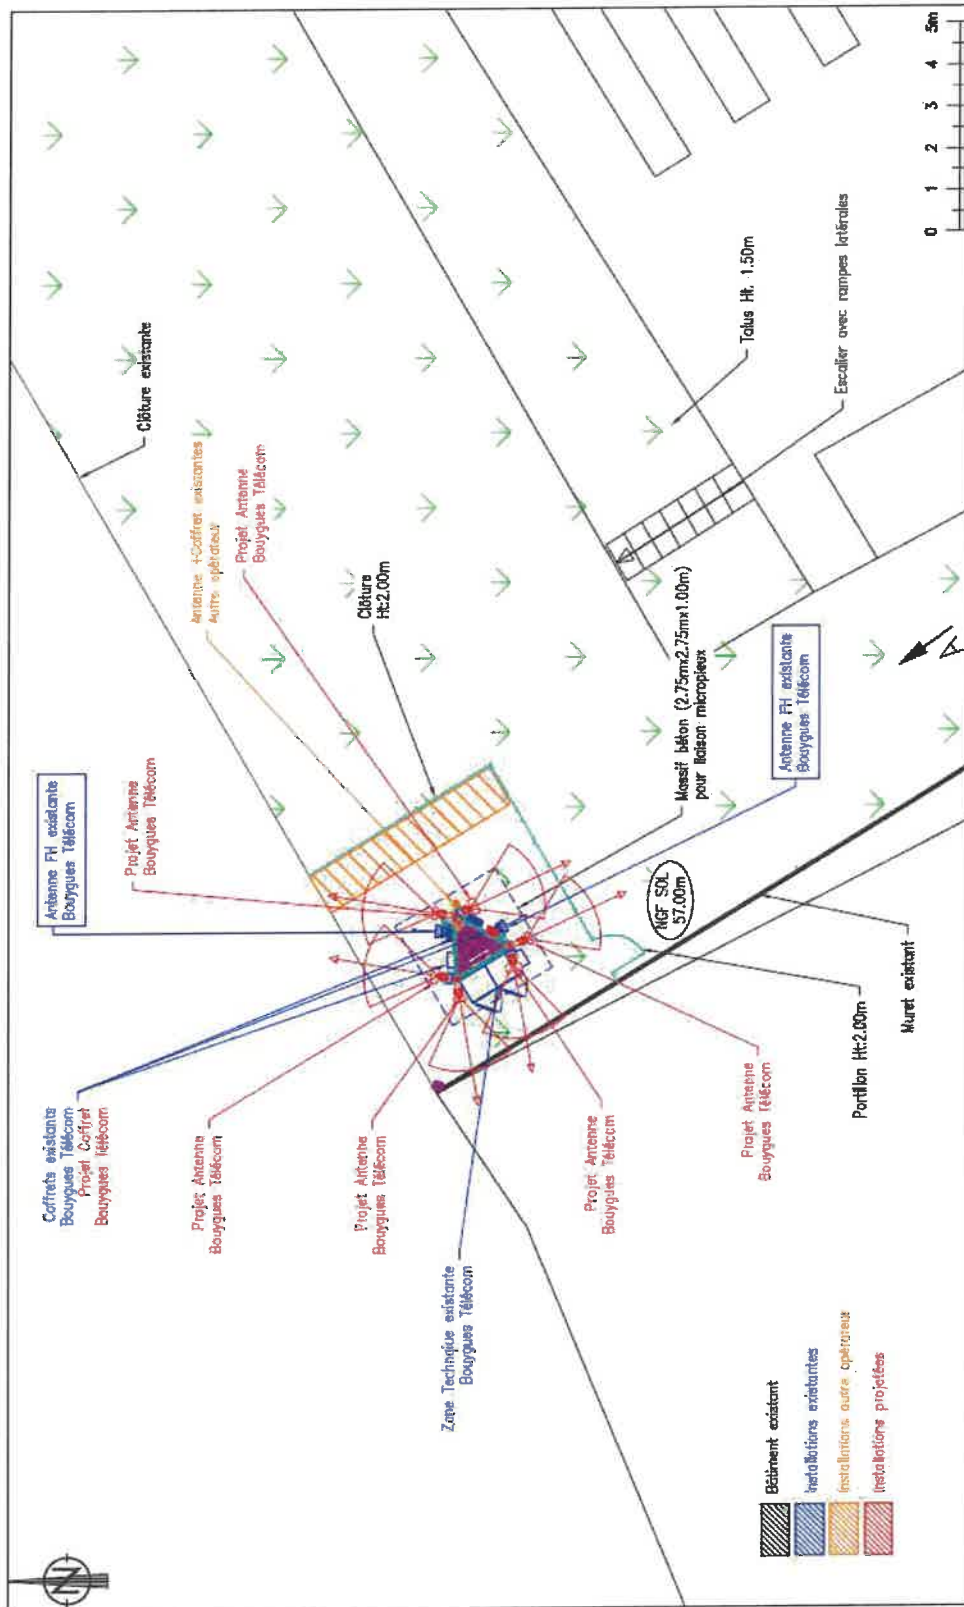 Coffrets existants
Bouygues Télécom
Projet Coffret
Bouygues Télécom
Antenne FH existante
Bouygues Télécom
Projet Antenne
Bouygues Télécom
Antenne +Coffret existantes
Autre opérateur
Projet Antenne
Bouygues Télécom
Clôture existante
Clôture
Ht:2.00m
Projet Antenne
Bouygues Télécom
Projet Antenne
Bouygues Télécom
Zone Technique existante
Bouygues Télécom
Projet Antenne
Bouygues Télécom
Projet Antenne
Bouygues Télécom
NGF SOL
57.00m
Massif béton (2.75mx2.75mx1.00m)
pour liaison micropieux
Antenne FH existante
Bouygues Télécom
Talus Ht. 1.50m
Escalier avec rampes latérales
Portillon Ht:2.00m
Muret existant
A
N
Bâtiment existant
Installations existantes
Installations autre opérateur
Installations projetées
0 1 2 3 4 5m